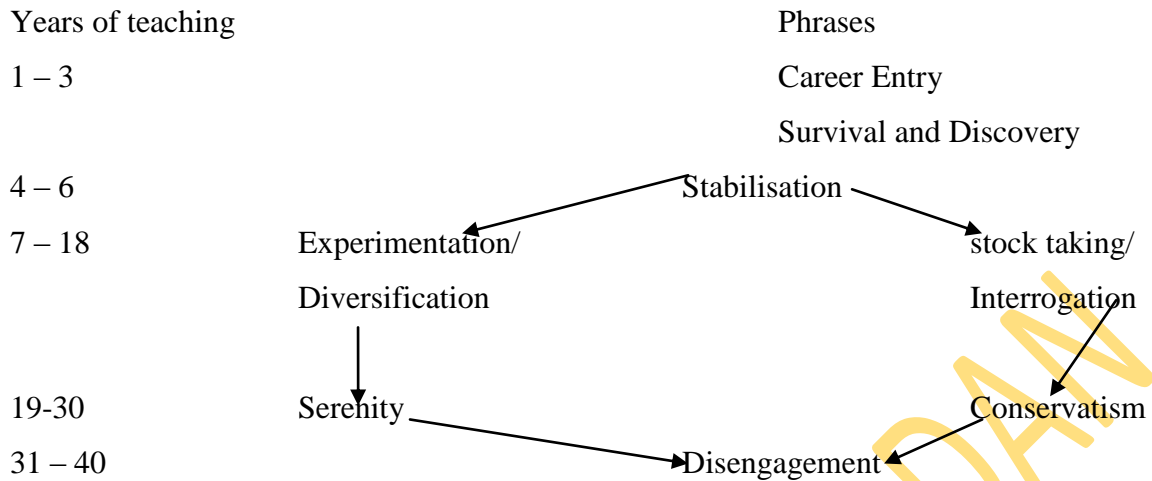 Years of teaching Phrases
1 – 3 Career Entry
Survival and Discovery
4 – 6 Stabilisation
7 – 18 Experimentation/ stock taking/
Diversification Interrogation
19-30 Serenity Conservatism
31 – 40 Disengagement
DAN